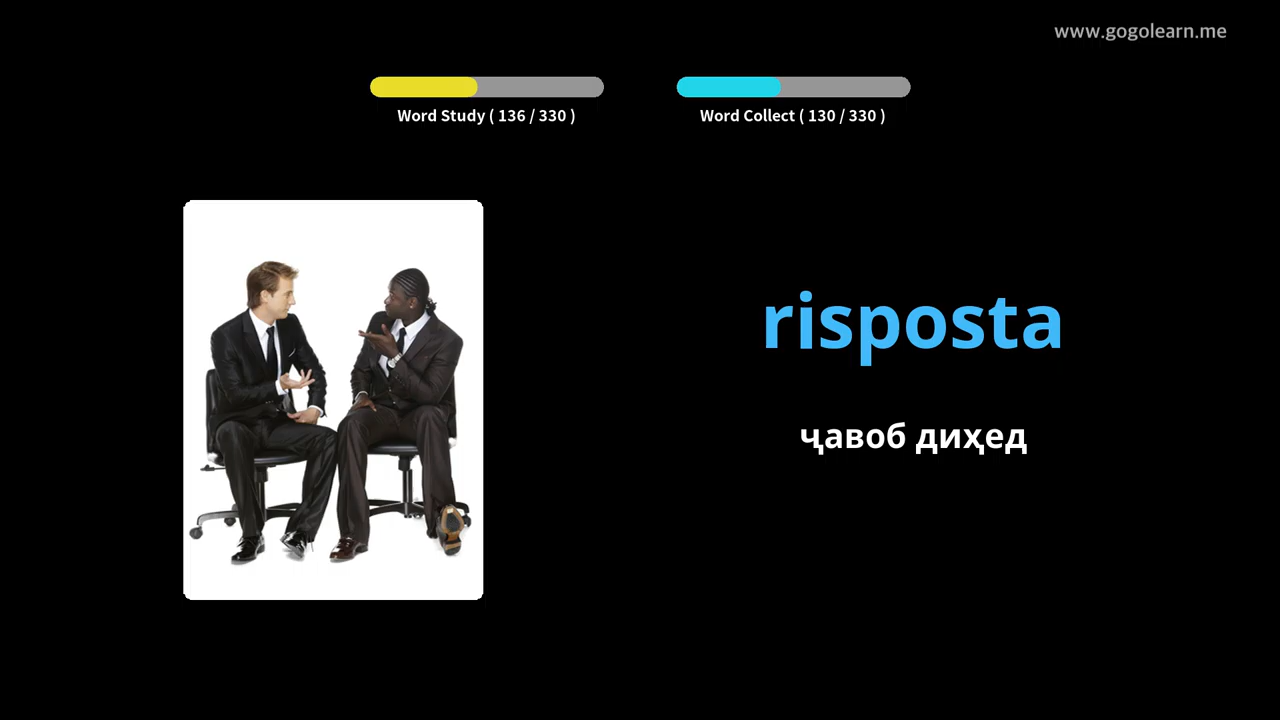 www.gogolearn.me
Word Study ( 136 / 330 )
Word Collect ( 130 / 330 )
risposta
ҷавоб диҳед